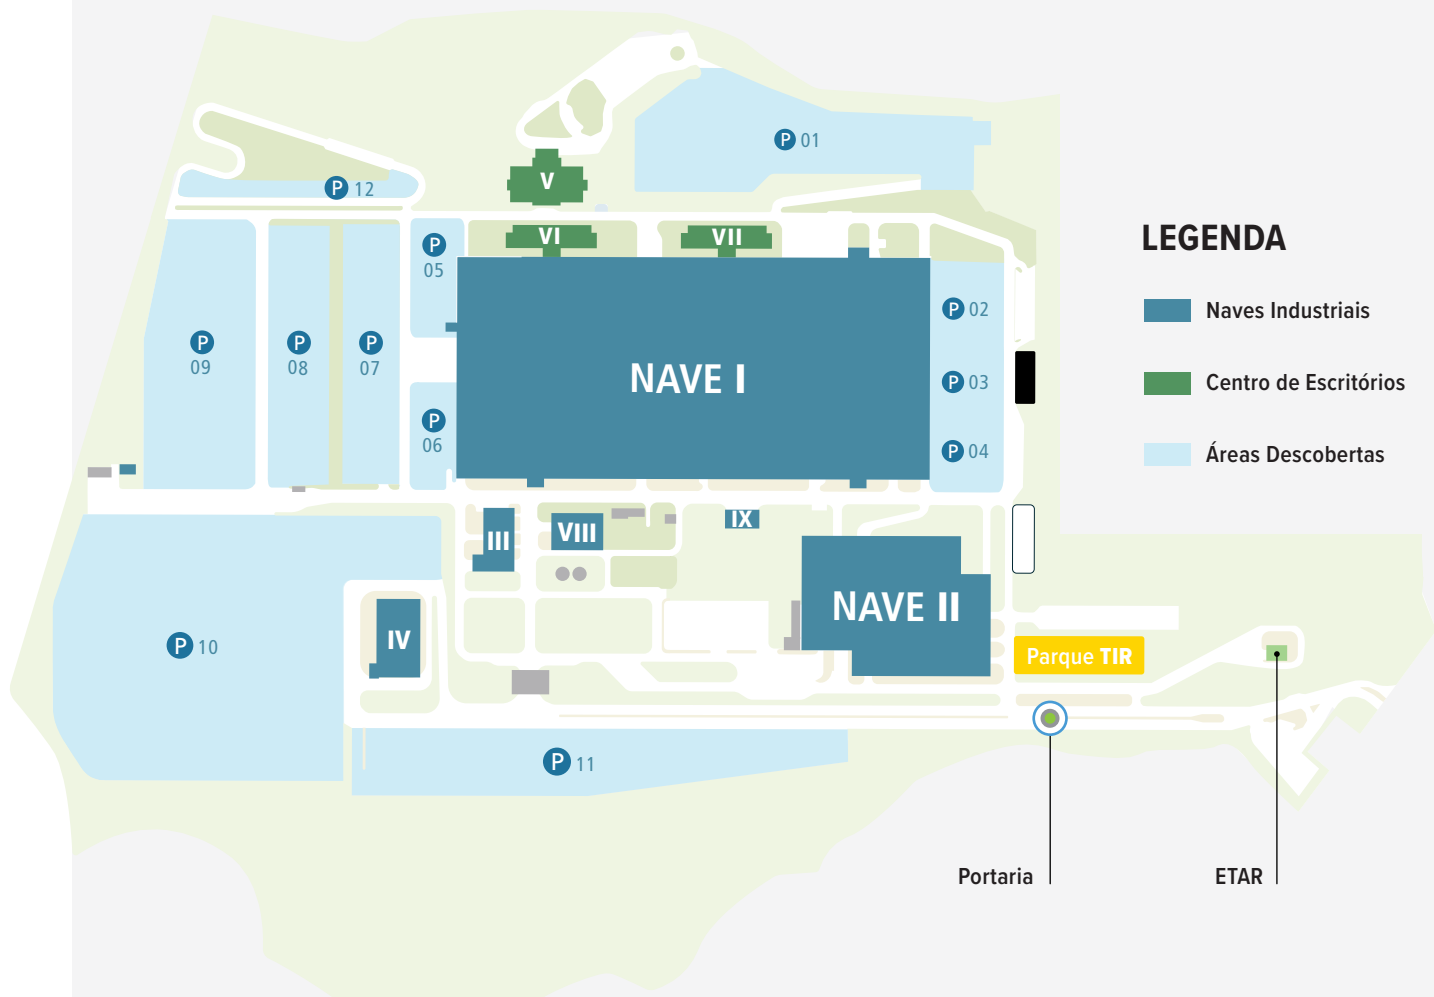 P 01
P 12
V
VI
VII
P
05
P 02
P
09
P
08
P
07
NAVE I
P 03
P
06
P 04
III
VIII
IX
NAVE II
IV
P 10
Parque TIR
P 11
Portaria
ETAR
LEGENDA
Naves Industriais
Centro de Escritórios
Áreas Descobertas